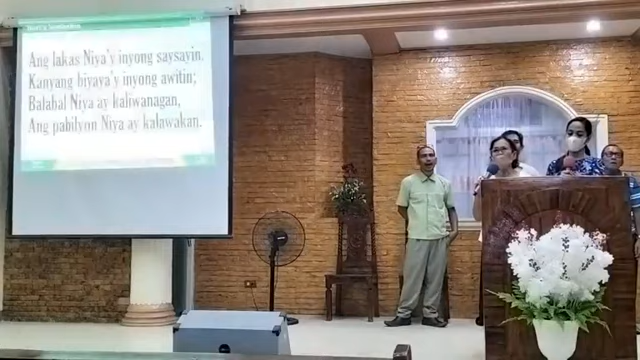 Ang lakas Niya'y inyong saysayin,
Kanyang biyaya'y inyong awitin;
Balabal Niya ay kaliwanagan,
Ang pabilyon Niya ay kalawakan.